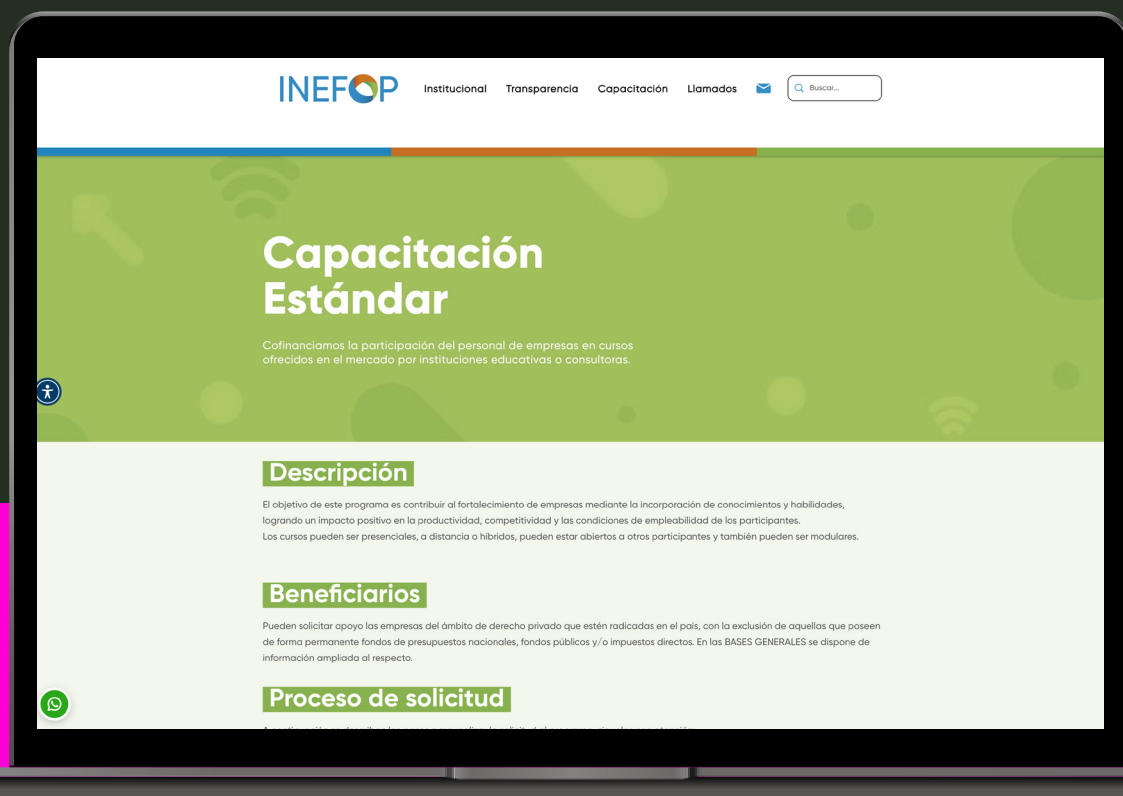 INEFOP
Institucional Transparencia Capacitación Llamados Buscar...
Capacitación
Estándar
Cofinanciamos la participación del personal de empresas en cursos
ofrecidos en el mercado por instituciones educativas o consultoras.
Descripción
El objetivo de este programa es contribuir al fortalecimiento de empresas mediante la incorporación de conocimientos y habilidades,
logrando un impacto positivo en la productividad, competitividad y las condiciones de empleabilidad de los participantes.
Los cursos pueden ser presenciales, a distancia o híbridos, pueden estar abiertos a otros participantes y también pueden ser modulares.
Beneficiarios
Pueden solicitar apoyo las empresas del ámbito de derecho privado que estén radicadas en el país, con la exclusión de aquellas que poseen
de forma permanente fondos de presupuestos nacionales, fondos públicos y/o impuestos directos. En las BASES GENERALES se dispone de
información ampliada al respecto.
Proceso de solicitud